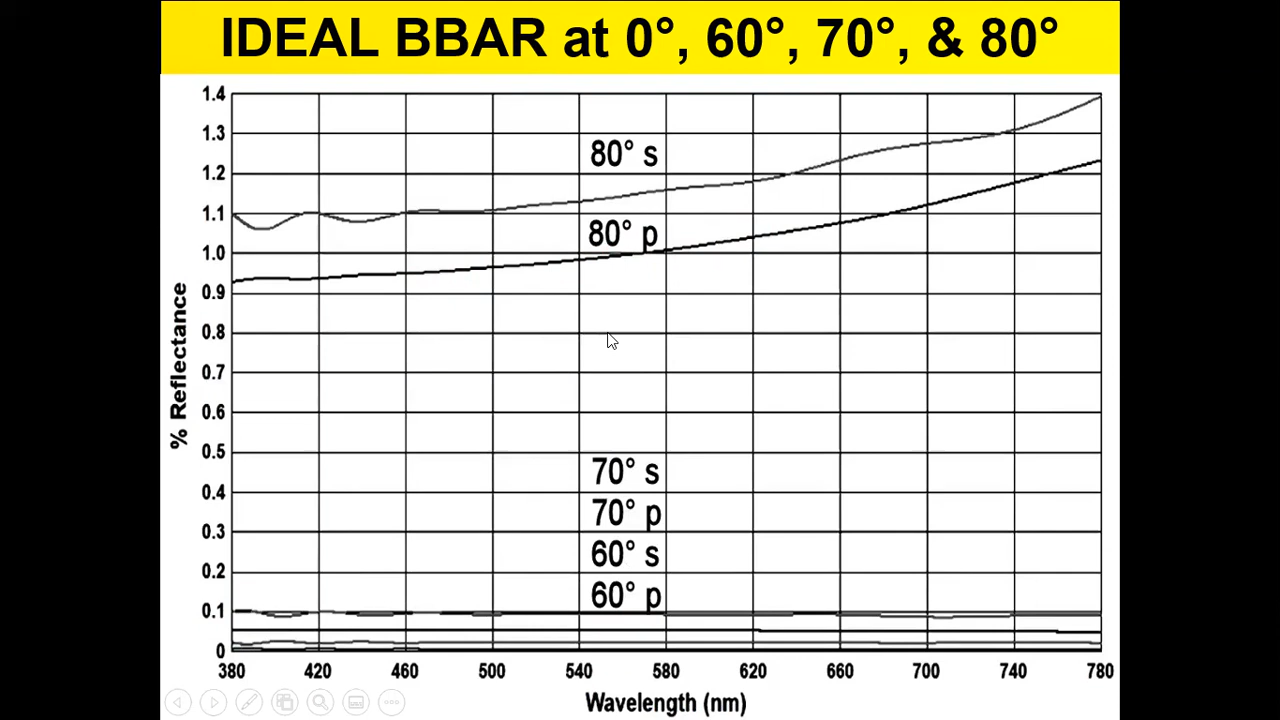 IDEAL BBAR at 0°, 60°, 70°, & 80°
1.4
1.3
1.2
1.1
1.0
0.9
0.8
0.7
0.6
0.5
0.4
0.3
0.2
0.1
0
% Reflectance
80° s
80° p
70° s
70° p
60° s
60° p
380 420 460 500 540 580 620 660 700 740 780
Wavelength (nm)